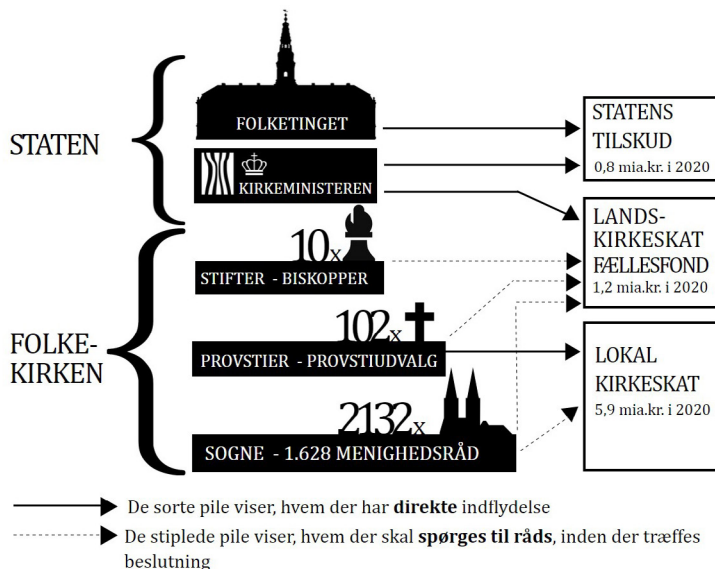 STATEN
FOLKETINGET
KIRKEMINISTEREN
STATENS
TILSKUD
0,8 mia.kr. i 2020
LANDS-
KIRKESKAT
FÆLLESFOND
1,2 mia.kr. i 2020
FOLKE-
KIRKEN
10x
STIFTER - BISKOPPER
102x
PROVSTIER - PROVSTIUDVALG
2132x
SOGNE - 1.628 MENIGHEDSRÅD
LOKAL
KIRKESKAT
5,9 mia.kr. i 2020
De sorte pile viser, hvem der har direkte indflydelse
De stiplede pile viser, hvem der skal spørges til råds, inden der træffes
beslutning